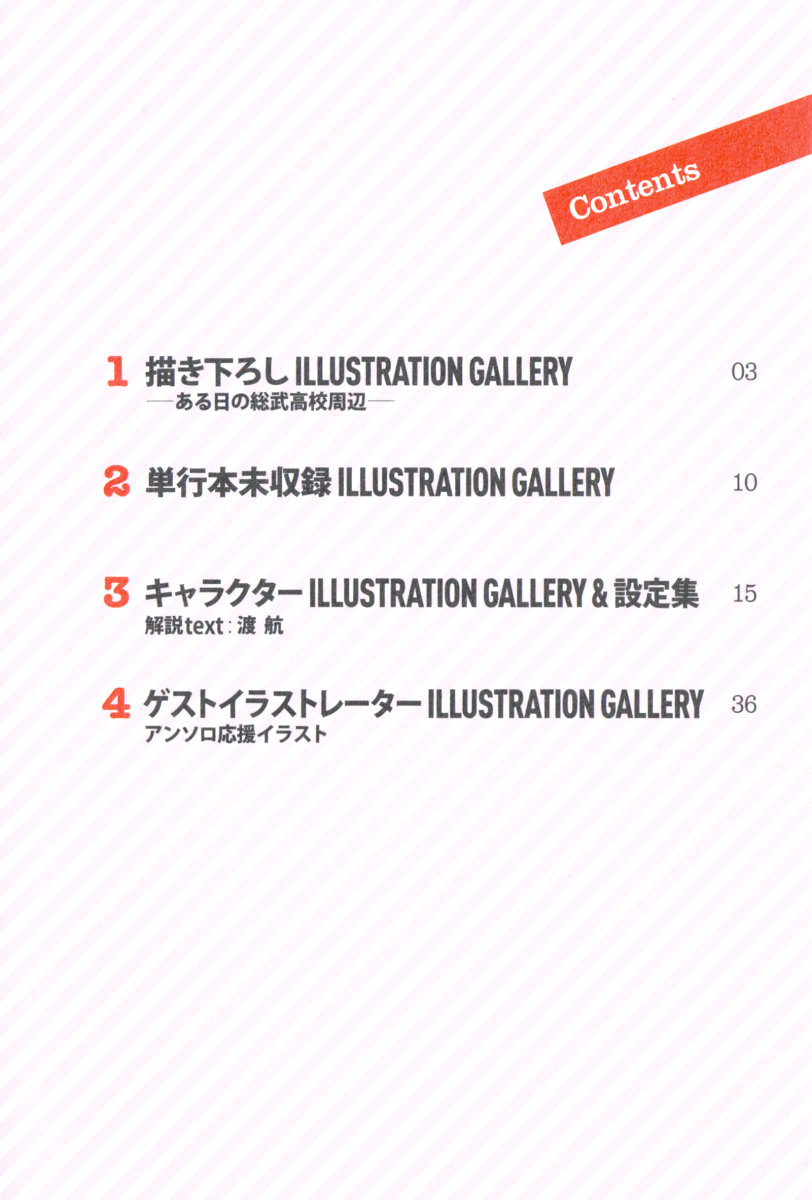 Contents
1 描き下ろし ILLUSTRATION GALLERY 03
―ある日の総武高校周辺―
2 単行本未収録 ILLUSTRATION GALLERY 10
3 キャラクター ILLUSTRATION GALLERY & 設定集 15
解説text : 渡 航
4 ゲストイラストレーター ILLUSTRATION GALLERY 36
アンソロ応援イラスト